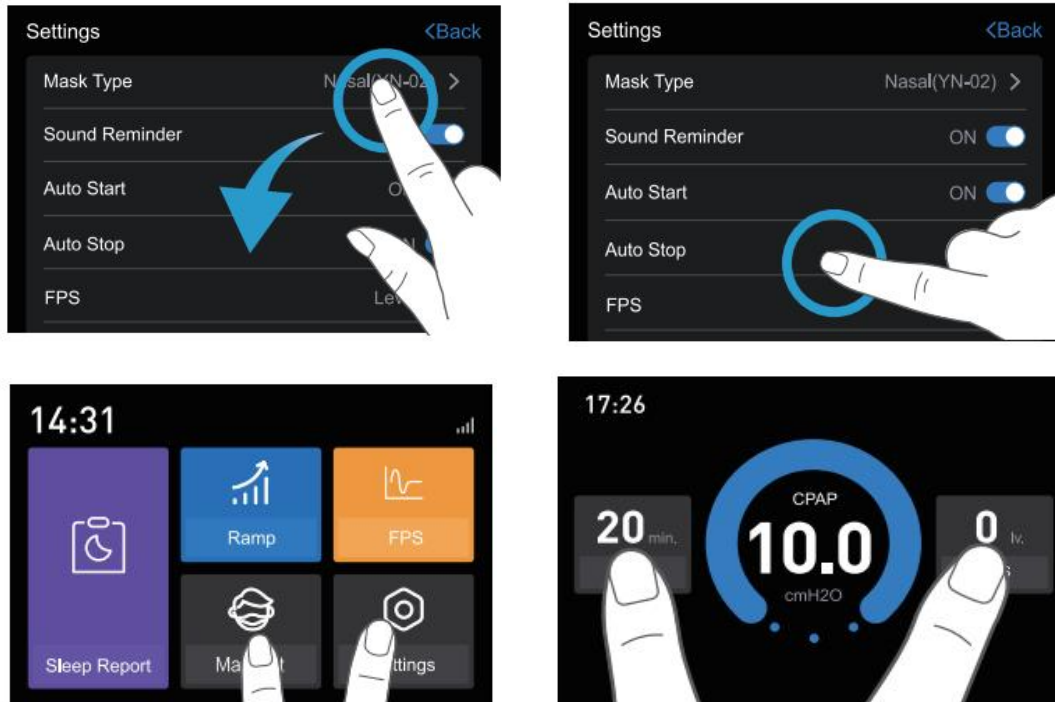 Settings <Back
Mask Type >
Sound Reminder
Auto Start
Auto Stop
FPS
Settings <Back
Mask Type Nasal(YN-02) >
Sound Reminder ON
Auto Start ON
Auto Stop
FPS
14:31
Ramp FPS
Sleep Report
17:26
CPAP
20 min. 10.0 0 lv.
cmH2O